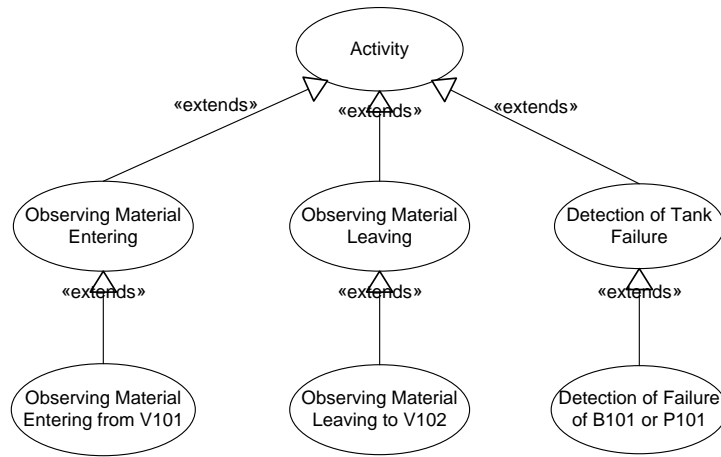 Activity
«extends»
«extends»
«extends»
Observing Material
Entering
Observing Material
Leaving
Detection of Tank
Failure
«extends»
«extends»
«extends»
Observing Material
Entering from V101
Observing Material
Leaving to V102
Detection of Failure
of B101 or P101